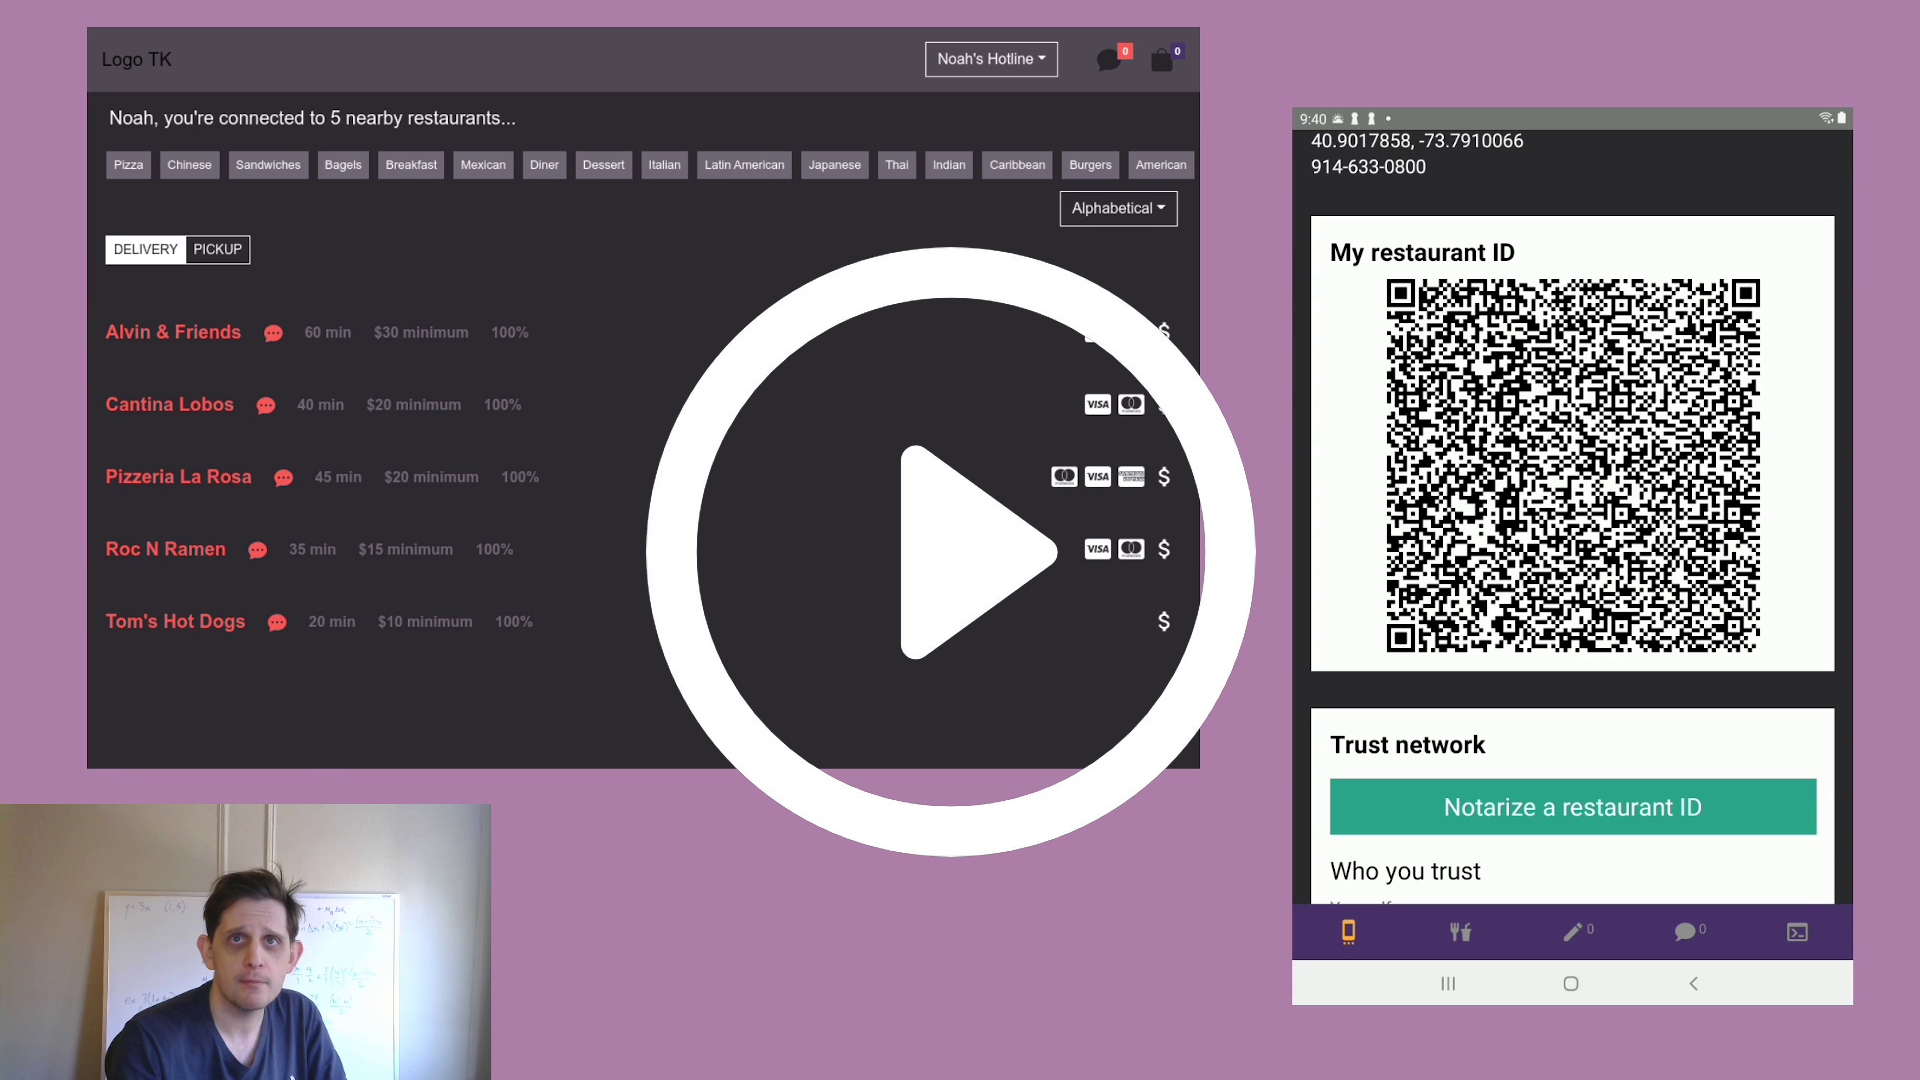 Logo TK
Noah's Hotline
0
0
Noah, you're connected to 5 nearby restaurants...
Pizza Chinese Sandwiches Bagels Breakfast Mexican Diner Dessert Italian Latin American Japanese Thai Indian Caribbean Burgers American
Alphabetical
DELIVERY PICKUP
Alvin & Friends 60 min $30 minimum 100% $
Cantina Lobos 40 min $20 minimum 100% VISA
Pizzeria La Rosa 45 min $20 minimum 100% VISA $
Roc N Ramen 35 min $15 minimum 100% VISA $
Tom's Hot Dogs 20 min $10 minimum 100% $
9:40
40.9017858, -73.7910066
914-633-0800
My restaurant ID
Trust network
Notarize a restaurant ID
Who you trust
0 0